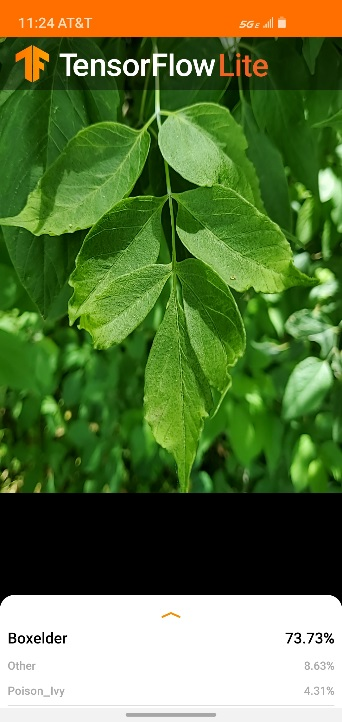 11:24 AT&T
5G E
TensorFlow Lite
Boxelder 73.73%
Other 8.63%
Poison_Ivy 4.31%